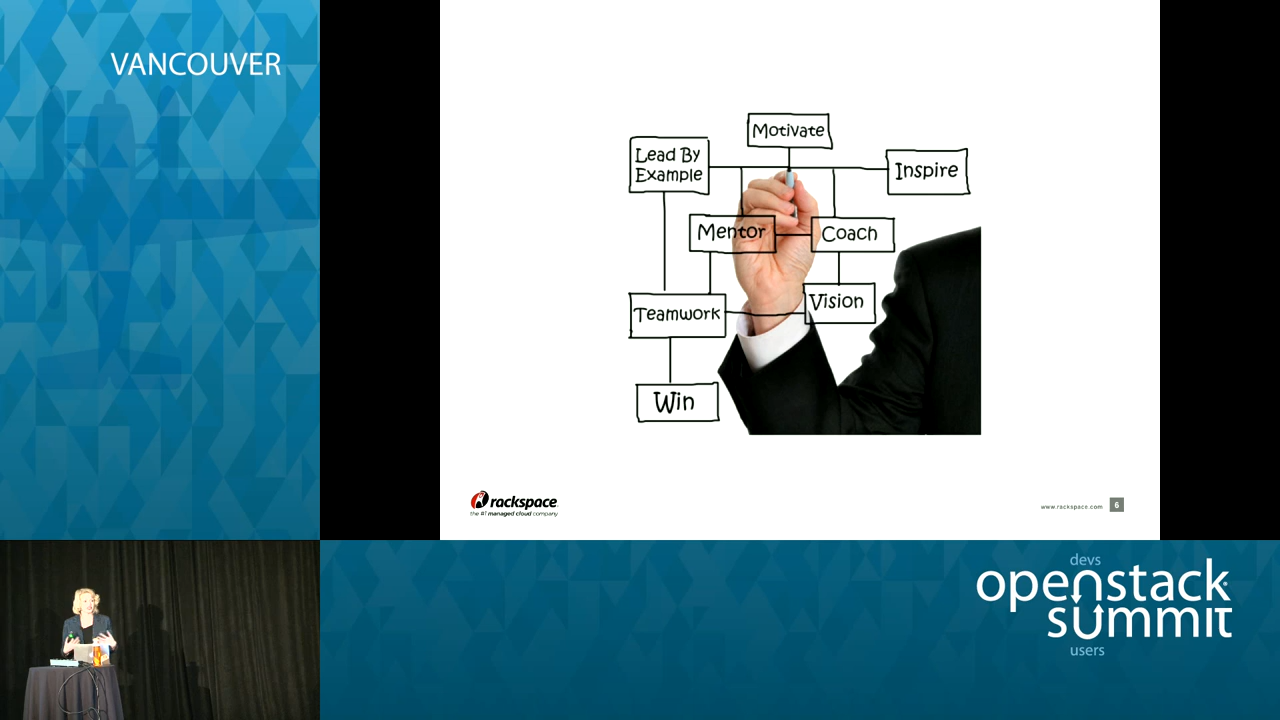 VANCOUVER
Motivate
Lead By
Example
Inspire
Mentor
Coach
Vision
Teamwork
Win
rackspace
the #1 managed cloud company
www.rackspace.com
6
devs
openstack
summit
users